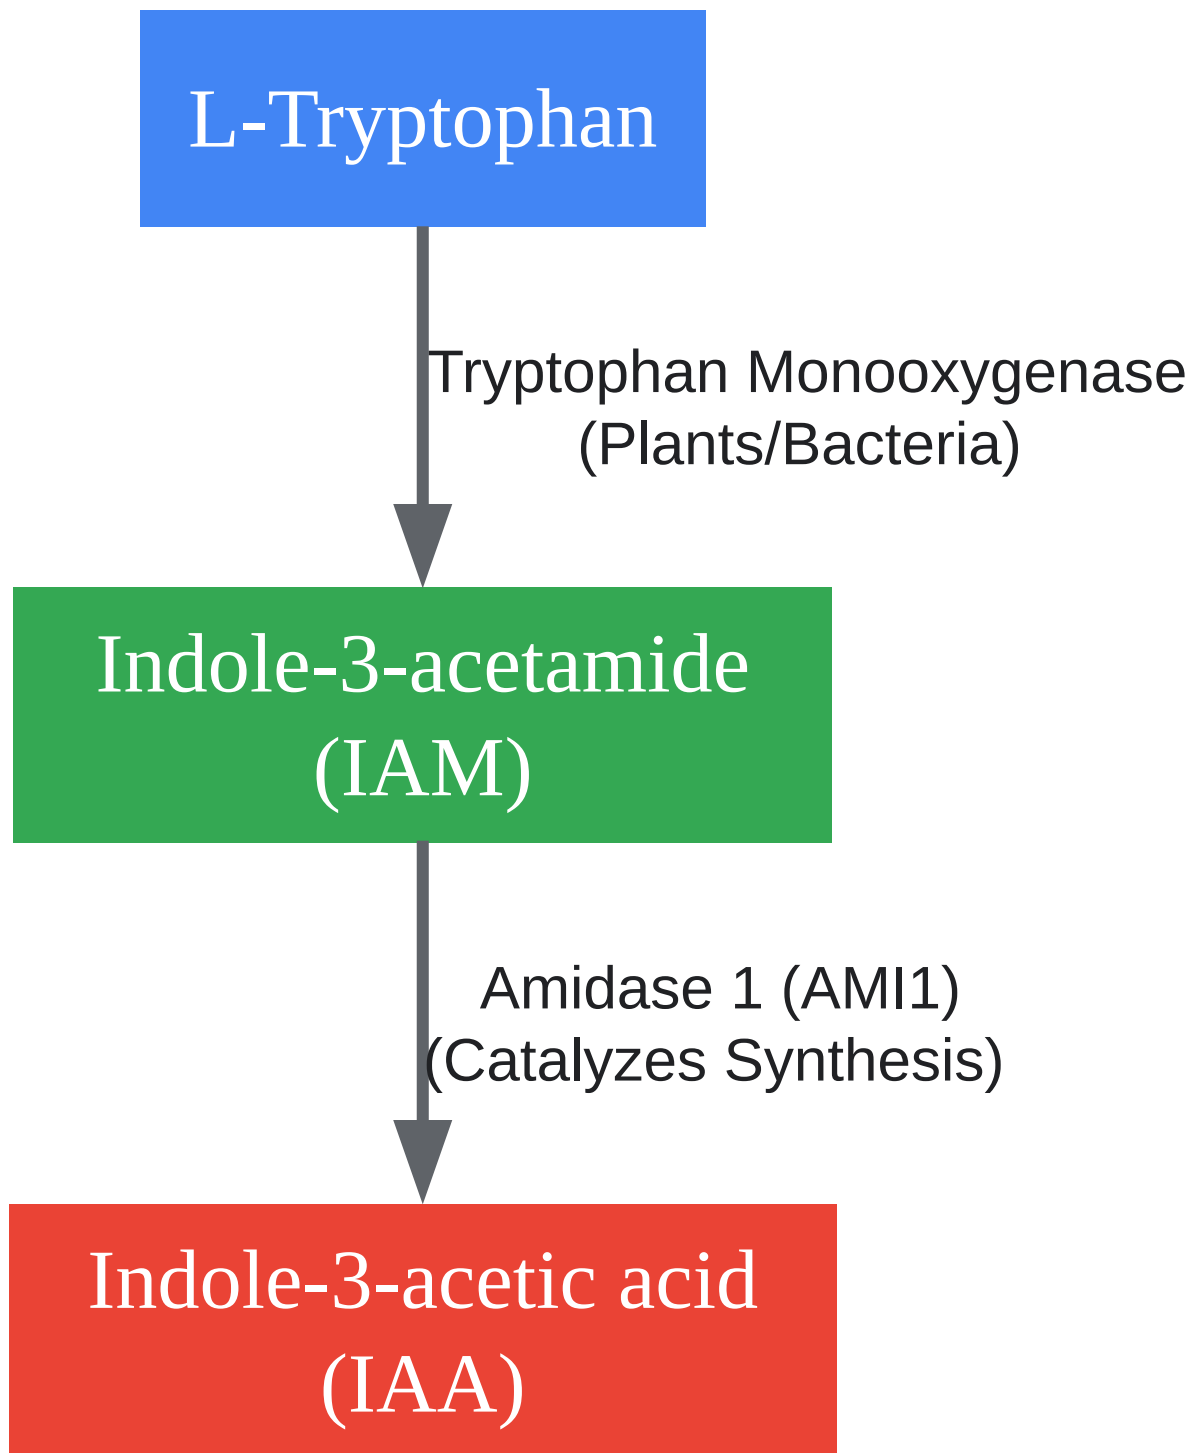 L-Tryptophan
Tryptophan Monooxygenase
(Plants/Bacteria)
Indole-3-acetamide
(IAM)
Amidase 1 (AMI1)
(Catalyzes Synthesis)
Indole-3-acetic acid
(IAA)